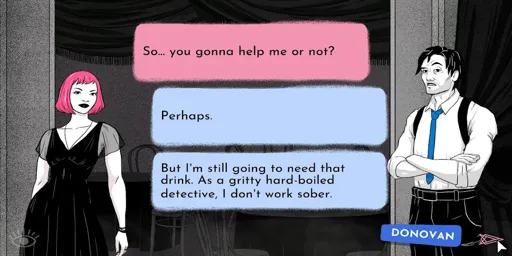 So... you gonna help me or not?
Perhaps.
But I'm still going to need that
drink. As a gritty hard-boiled
detective, I don't work sober.
DONOVAN